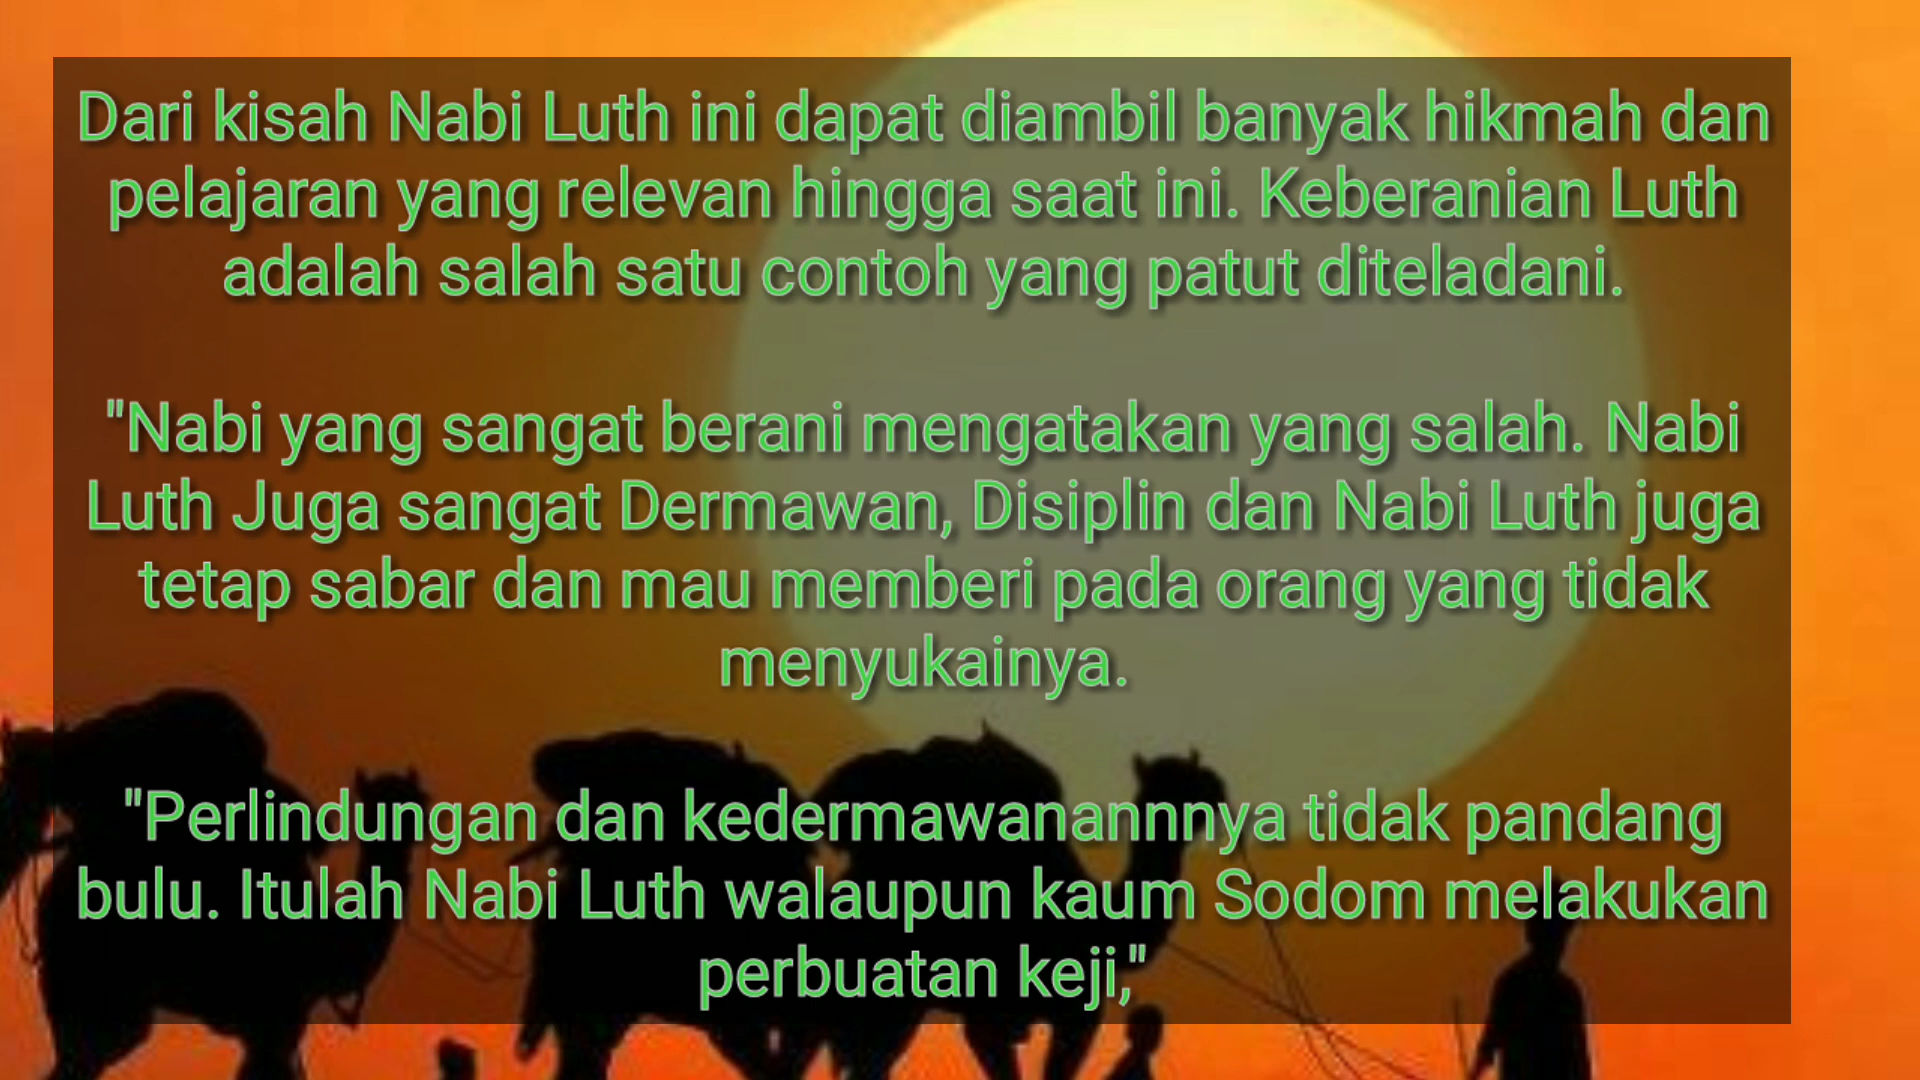 Dari kisah Nabi Luth ini dapat diambil banyak hikmah dan
pelajaran yang relevan hingga saat ini. Keberanian Luth
adalah salah satu contoh yang patut diteladani.
"Nabi yang sangat berani mengatakan yang salah. Nabi
Luth Juga sangat Dermawan, Disiplin dan Nabi Luth juga
tetap sabar dan mau memberi pada orang yang tidak
menyukainya.
"Perlindungan dan kedermawanannnya tidak pandang
bulu. Itulah Nabi Luth walaupun kaum Sodom melakukan
perbuatan keji,"